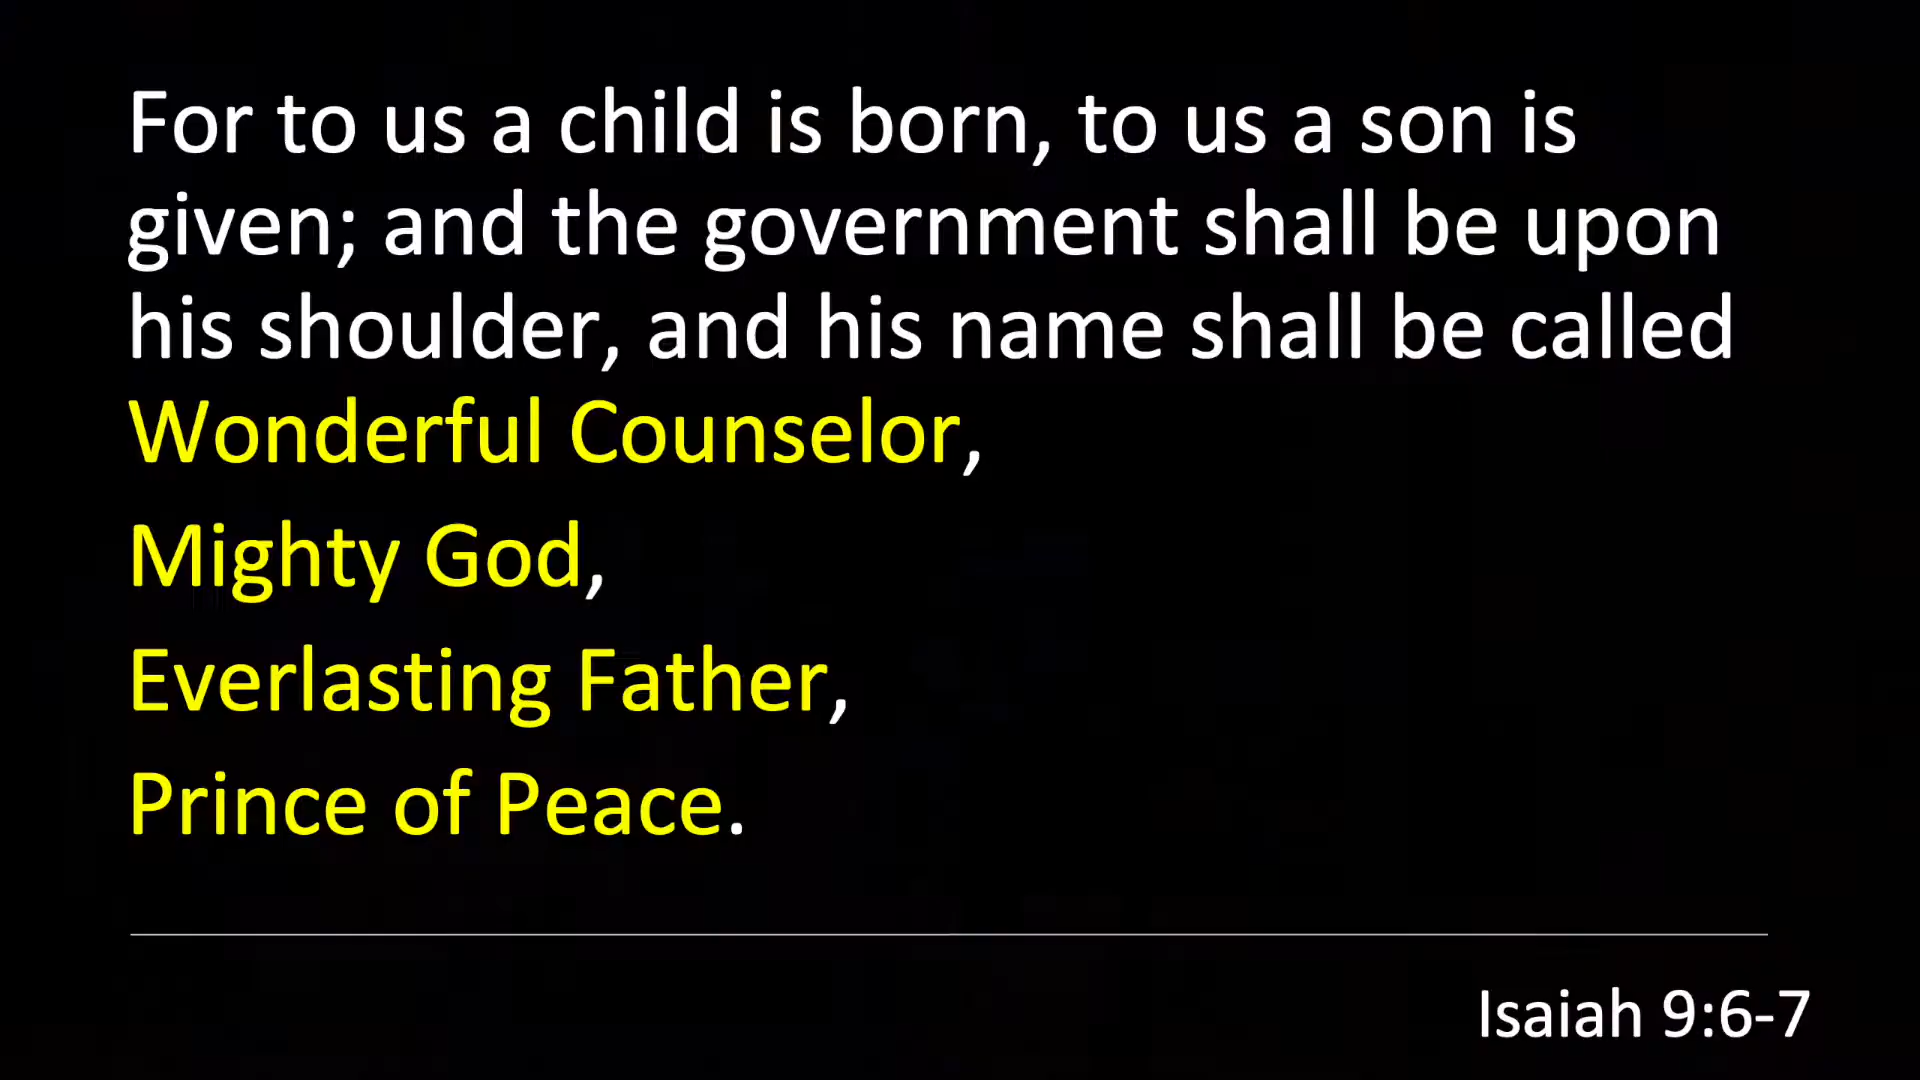 For to us a child is born, to us a son is
given; and the government shall be upon
his shoulder, and his name shall be called
Wonderful Counselor,
Mighty God,
Everlasting Father,
Prince of Peace.
Isaiah 9:6-7